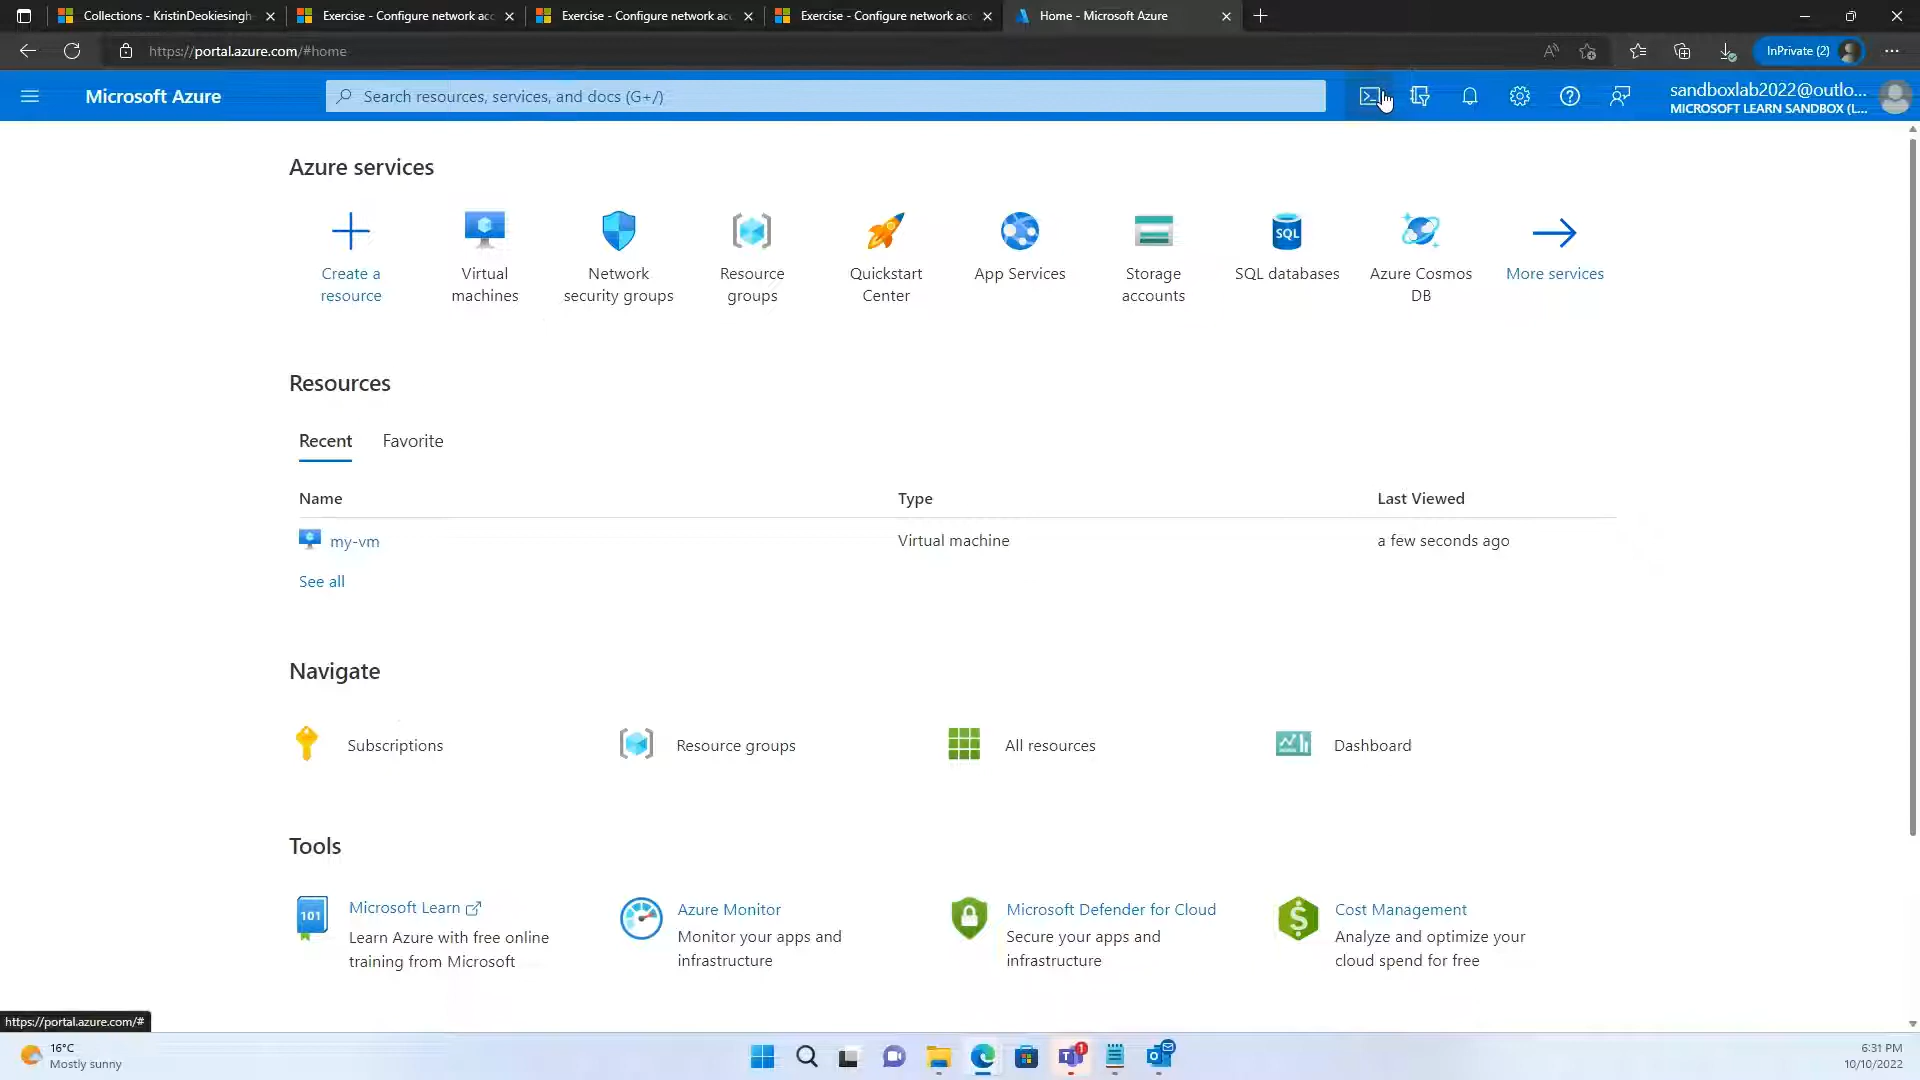 Collections - KristinDeokiesingh
Exercise - Configure network acc
Exercise - Configure network acc
Exercise - Configure network acc
Home - Microsoft Azure
https://portal.azure.com/#home
InPrivate (2)
Microsoft Azure
Search resources, services, and docs (G+/)
sandboxlab2022@outlo...
MICROSOFT LEARN SANDBOX (L...
Azure services
Create a
resource
Virtual
machines
Network
security groups
Resource
groups
Quickstart
Center
App Services
Storage
accounts
SQL
SQL databases
Azure Cosmos
DB
More services
Resources
Recent
Favorite
Name
Type
Last Viewed
my-vm
Virtual machine
a few seconds ago
See all
Navigate
Subscriptions
Resource groups
All resources
Dashboard
Tools
101
Microsoft Learn
Learn Azure with free online
training from Microsoft
Azure Monitor
Monitor your apps and
infrastructure
Microsoft Defender for Cloud
Secure your apps and
infrastructure
Cost Management
Analyze and optimize your
cloud spend for free
https://portal.azure.com/#
16°C
Mostly sunny
1
6:31 PM
10/10/2022